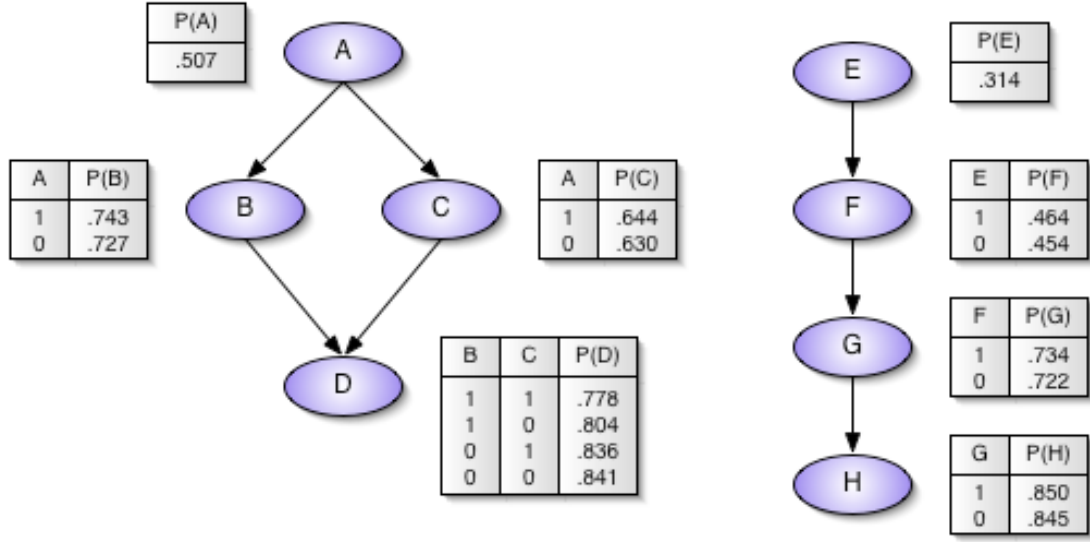 P(A)
.507
A
E
P(E)
.314
A P(B)
1 .743
0 .727
B
C
A P(C)
1 .644
0 .630
F
E P(F)
1 .464
0 .454
D
B C P(D)
1 1 .778
1 0 .804
0 1 .836
0 0 .841
G
F P(G)
1 .734
0 .722
H
G P(H)
1 .850
0 .845